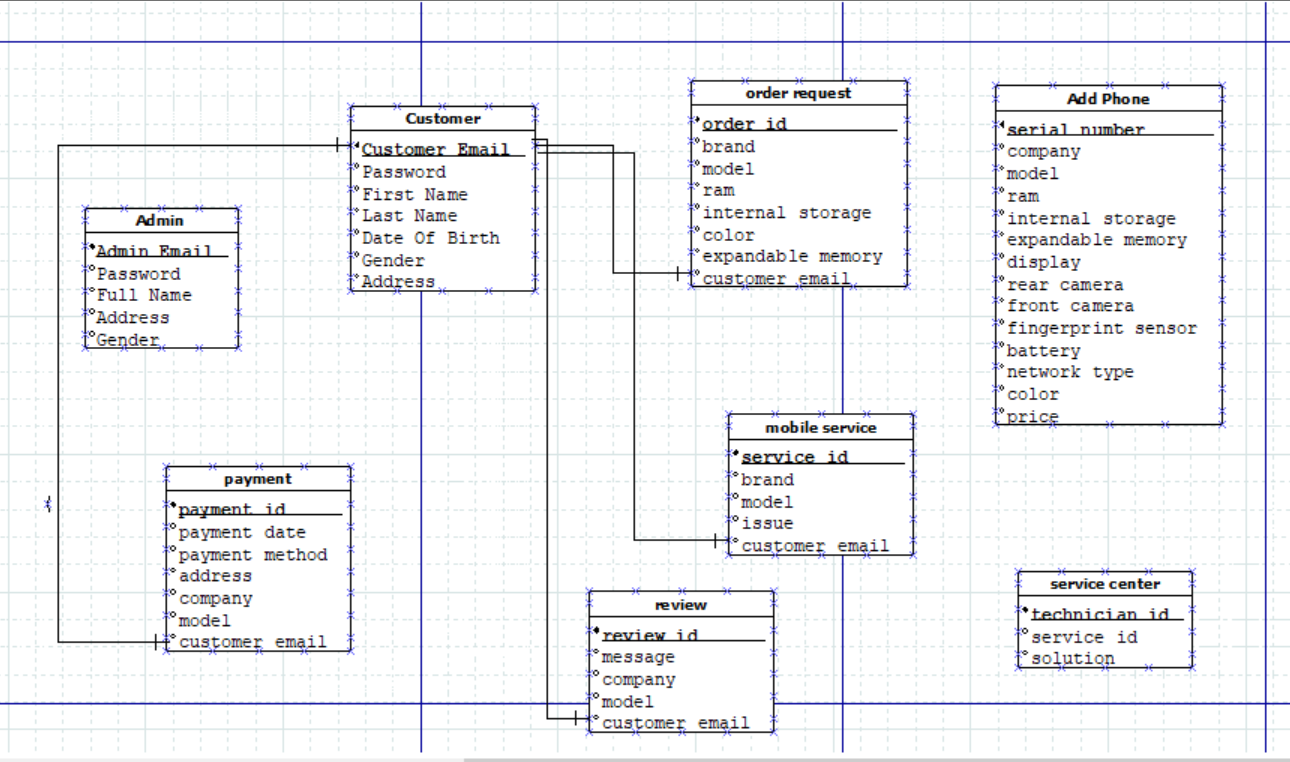 Customer
Customer Email
Password
First Name
Last Name
Date Of Birth
Gender
Address
order request
order id
brand
model
ram
internal storage
color
expandable memory
customer email
Add Phone
serial number
company
model
ram
internal storage
expandable memory
display
rear camera
front camera
fingerprint sensor
battery
network type
color
price
Admin
Admin Email
Password
Full Name
Address
Gender
mobile service
service id
brand
model
issue
customer email
payment
payment id
payment date
payment method
address
company
model
customer email
review
review id
message
company
model
customer email
service center
technician id
service id
solution